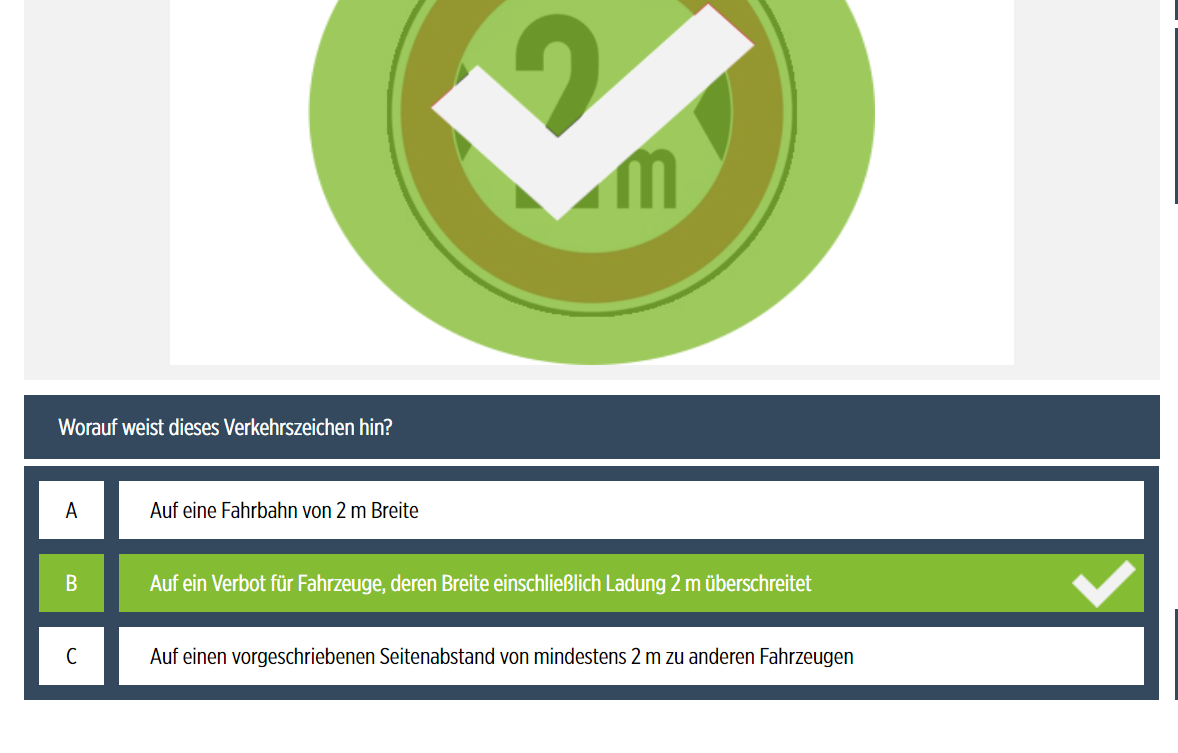 2
m
Worauf weist dieses Verkehrszeichen hin?
A
Auf eine Fahrbahn von 2 m Breite
B
Auf ein Verbot für Fahrzeuge, deren Breite einschließlich Ladung 2 m überschreitet
C
Auf einen vorgeschriebenen Seitenabstand von mindestens 2 m zu anderen Fahrzeugen